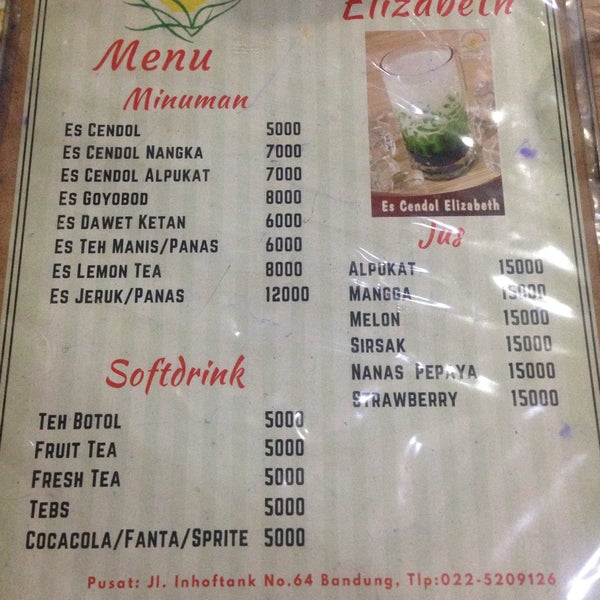 Elizabeth
Menu
Minuman
Es Cendol 5000
Es Cendol Nangka 7000
Es Cendol Alpukat 7000
Es Goyobod 8000
Es Dawet Ketan 6000
Es Teh Manis/Panas 6000
Es Lemon Tea 8000
Es Jeruk/Panas 12000
Es Cendol Elizabeth
Jus
Alpukat 15000
Mangga 15000
Melon 15000
Sirsak 15000
Nanas Pepaya 15000
Strawberry 15000
Softdrink
Teh Botol 5000
Fruit Tea 5000
Fresh Tea 5000
Tebs 5000
Cocacola/Fanta/Sprite 5000
Pusat: Jl. Inhoftank No.64 Bandung, Tlp:022-5209126